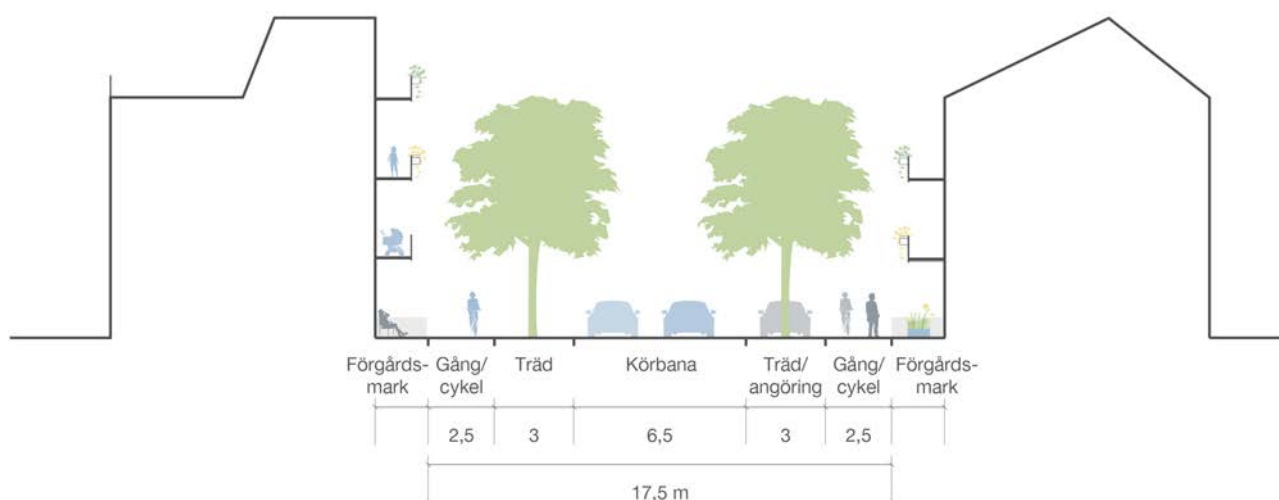 Förgårds-
mark
Gång/
cykel
Träd
Körbana
Träd/
angöring
Gång/
cykel
Förgårds-
mark
2,5
3
6,5
3
2,5
17,5 m